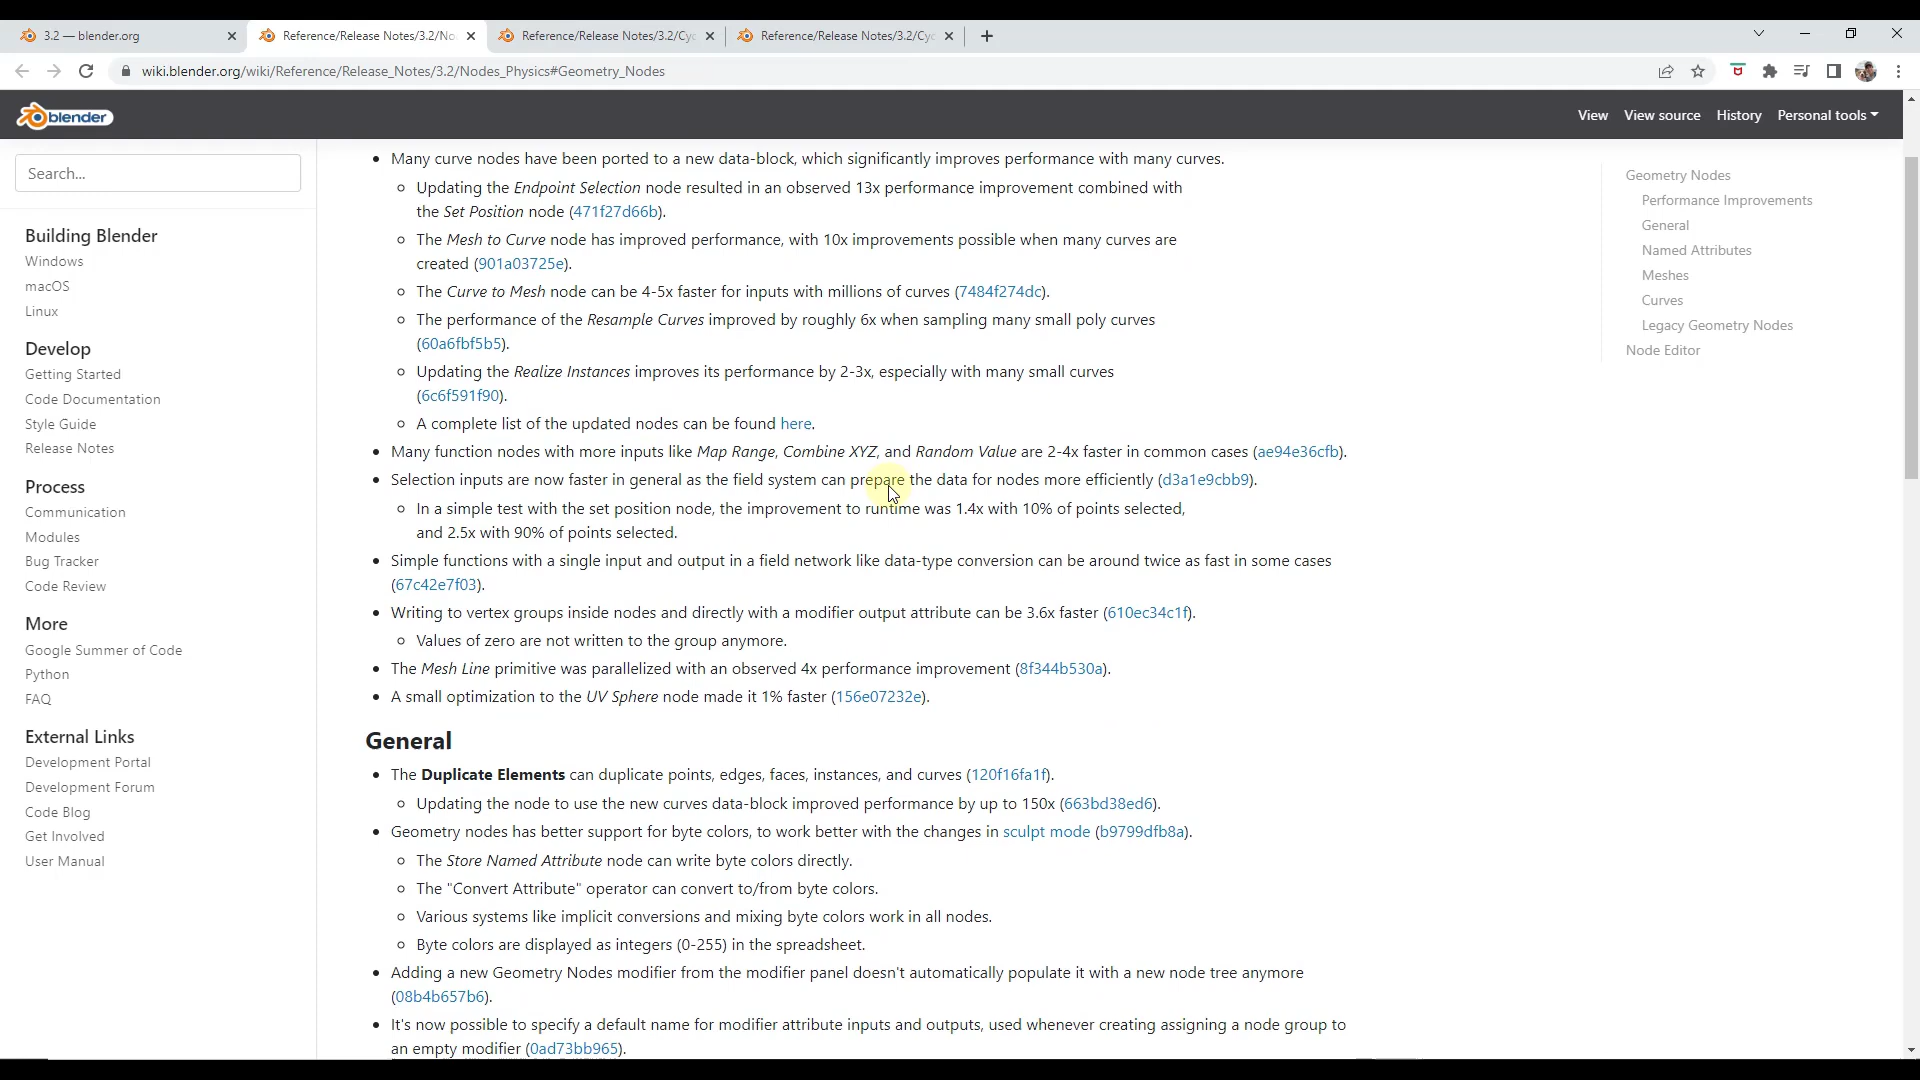 3.2 — blender.org
Reference/Release Notes/3.2/No
Reference/Release Notes/3.2/Cyc
Reference/Release Notes/3.2/Cyc
wiki.blender.org/wiki/Reference/Release_Notes/3.2/Nodes_Physics#Geometry_Nodes
blender
View View source History Personal tools
Search...
Building Blender
Windows
macOS
Linux
Develop
Getting Started
Code Documentation
Style Guide
Release Notes
Process
Communication
Modules
Bug Tracker
Code Review
More
Google Summer of Code
Python
FAQ
External Links
Development Portal
Development Forum
Code Blog
Get Involved
User Manual
Many curve nodes have been ported to a new data-block, which significantly improves performance with many curves.
Updating the Endpoint Selection node resulted in an observed 13x performance improvement combined with
the Set Position node (471f27d66b).
The Mesh to Curve node has improved performance, with 10x improvements possible when many curves are
created (901a03725e).
The Curve to Mesh node can be 4-5x faster for inputs with millions of curves (7484f274dc).
The performance of the Resample Curves improved by roughly 6x when sampling many small poly curves
(60a6fbf5b5).
Updating the Realize Instances improves its performance by 2-3x, especially with many small curves
(6c6f591f90).
A complete list of the updated nodes can be found here.
Many function nodes with more inputs like Map Range, Combine XYZ, and Random Value are 2-4x faster in common cases (ae94e36cfb).
Selection inputs are now faster in general as the field system can prepare the data for nodes more efficiently (d3a1e9cbb9).
In a simple test with the set position node, the improvement to runtime was 1.4x with 10% of points selected,
and 2.5x with 90% of points selected.
Simple functions with a single input and output in a field network like data-type conversion can be around twice as fast in some cases
(67c42e7f03).
Writing to vertex groups inside nodes and directly with a modifier output attribute can be 3.6x faster (610ec34c1f).
Values of zero are not written to the group anymore.
The Mesh Line primitive was parallelized with an observed 4x performance improvement (8f344b530a).
A small optimization to the UV Sphere node made it 1% faster (156e07232e).
General
The Duplicate Elements can duplicate points, edges, faces, instances, and curves (120f16fa1f).
Updating the node to use the new curves data-block improved performance by up to 150x (663bd38ed6).
Geometry nodes has better support for byte colors, to work better with the changes in sculpt mode (b9799dfb8a).
The Store Named Attribute node can write byte colors directly.
The "Convert Attribute" operator can convert to/from byte colors.
Various systems like implicit conversions and mixing byte colors work in all nodes.
Byte colors are displayed as integers (0-255) in the spreadsheet.
Adding a new Geometry Nodes modifier from the modifier panel doesn't automatically populate it with a new node tree anymore
(08b4b657b6).
It's now possible to specify a default name for modifier attribute inputs and outputs, used whenever creating assigning a node group to
an empty modifier (0ad73bb965).
Geometry Nodes
Performance Improvements
General
Named Attributes
Meshes
Curves
Legacy Geometry Nodes
Node Editor